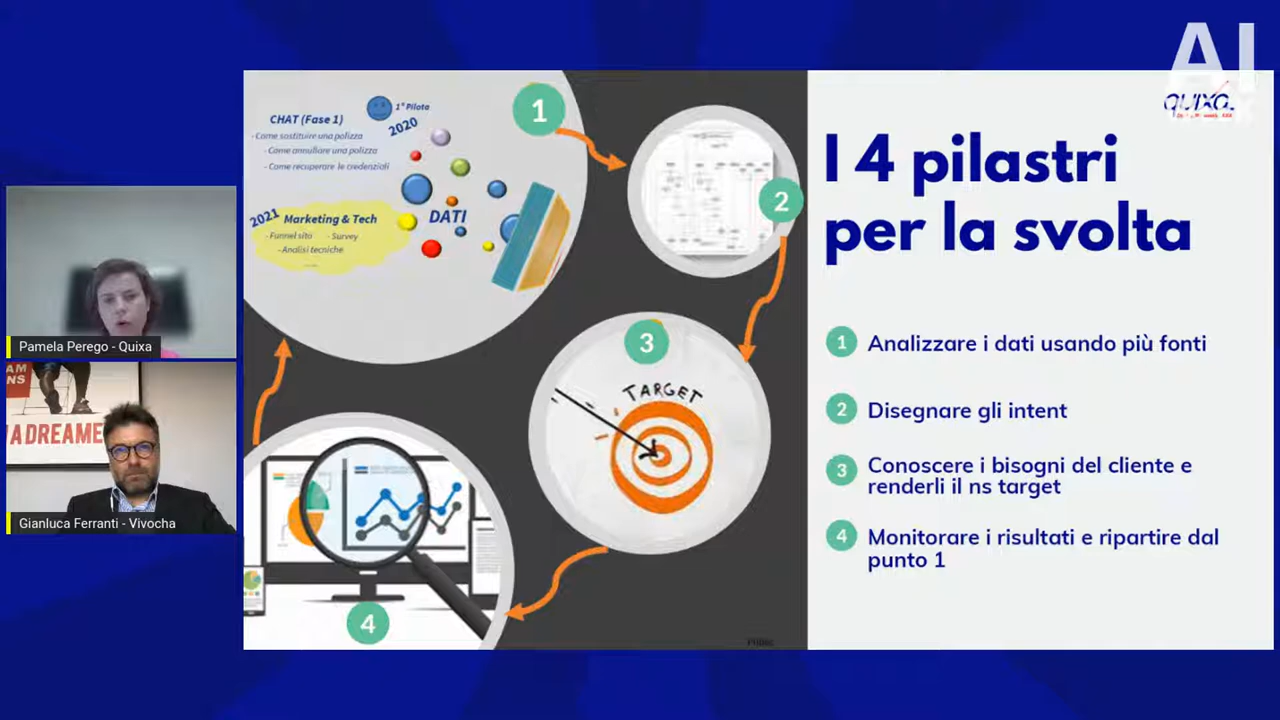 AI
QUIXA
CHAT (Fase 1)
1° Pilota
2020
- Come sostituire una polizza
- Come annullare una polizza
- Come recuperare le credenziali
2021
Marketing & Tech
- Funnel sito - Survey
- Analisi tecniche
DATI
1
2
3
TARGET
4
I 4 pilastri
per la svolta
1 Analizzare i dati usando più fonti
2 Disegnare gli intent
3 Conoscere i bisogni del cliente e
renderli il ns target
4 Monitorare i risultati e ripartire dal
punto 1
Pamela Perego - Quixa
A DREAME
Gianluca Ferranti - Vivocha